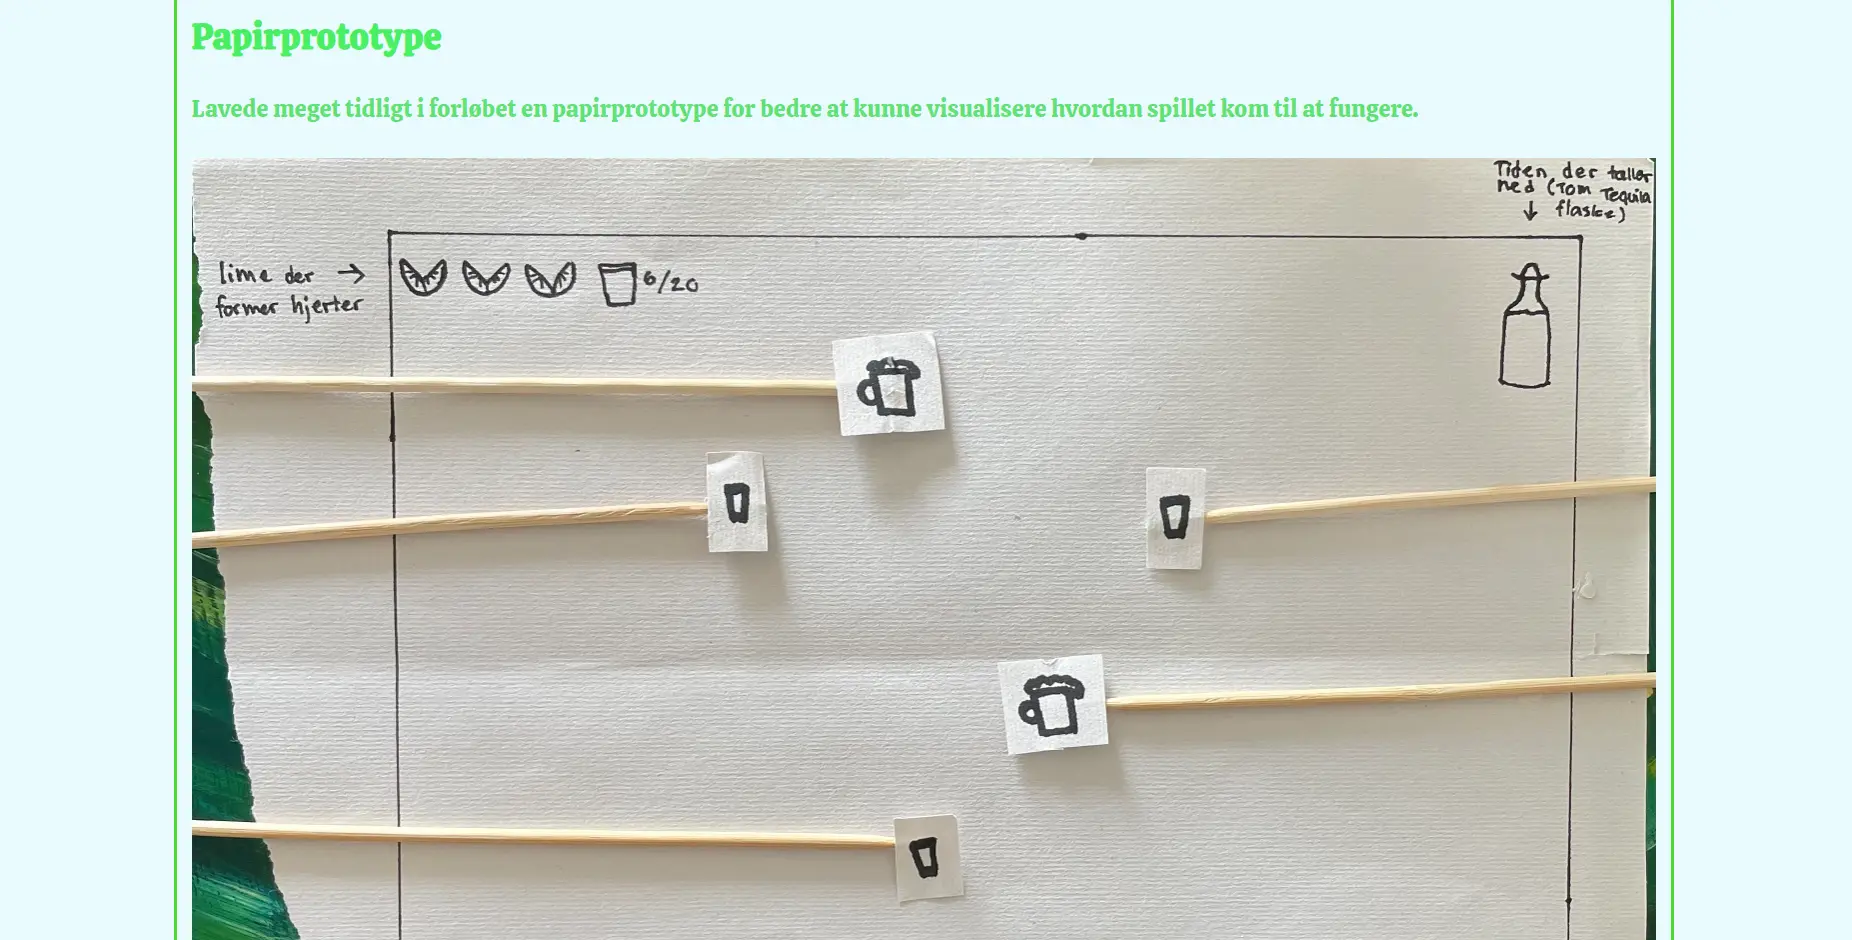 Papirprototype
Lavede meget tidligt i forløbet en papirprototype for bedre at kunne visualisere hvordan spillet kom til at fungere.
Tiden der tæller
ned (Tom Tequila
↓ flaske)
lime der →
former hjerter
6/20